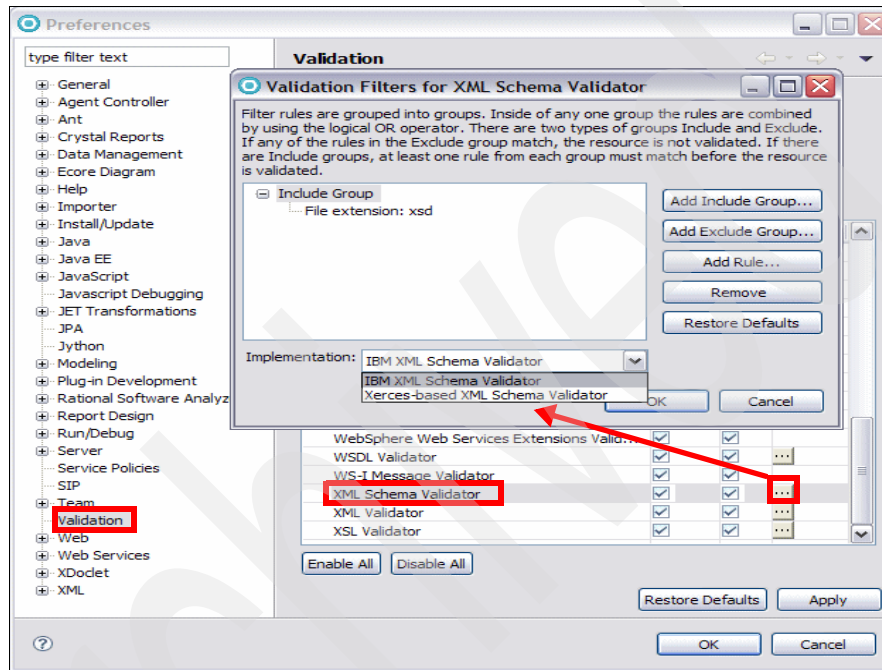 Preferences
type filter text
Validation
General
Agent Controller
Ant
Crystal Reports
Data Management
Ecore Diagram
Help
Importer
Install/Update
Java
Java EE
JavaScript
Javascript Debugging
JET Transformations
JPA
Jython
Modeling
Plug-in Development
Rational Software Analyz
Report Design
Run/Debug
Server
Service Policies
SIP
Team
Validation
Web
Web Services
XDoclet
XML
Validation Filters for XML Schema Validator
Filter rules are grouped into groups. Inside of any one group the rules are combined
by using the logical OR operator. There are two types of groups Include and Exclude.
If any of the rules in the Exclude group match, the resource is not validated. If there
are Include groups, at least one rule from each group must match before the resource
is validated.
Include Group
File extension: xsd
Add Include Group...
Add Exclude Group...
Add Rule...
Remove
Restore Defaults
Implementation: IBM XML Schema Validator
IBM XML Schema Validator
Xerces-based XML Schema Validator
OK
Cancel
WebSphere Web Services Extensions Valid...
WSDL Validator
...
WS-I Message Validator
XML Schema Validator
...
XML Validator
...
XSL Validator
...
Enable All
Disable All
Restore Defaults
Apply
?
OK
Cancel